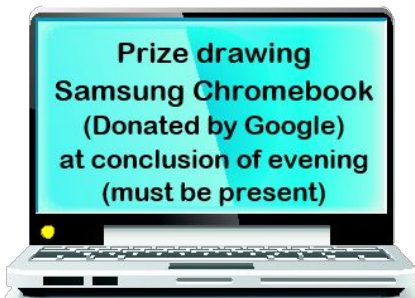 Prize drawing
Samsung Chromebook
(Donated by Google)
at conclusion of evening
(must be present)